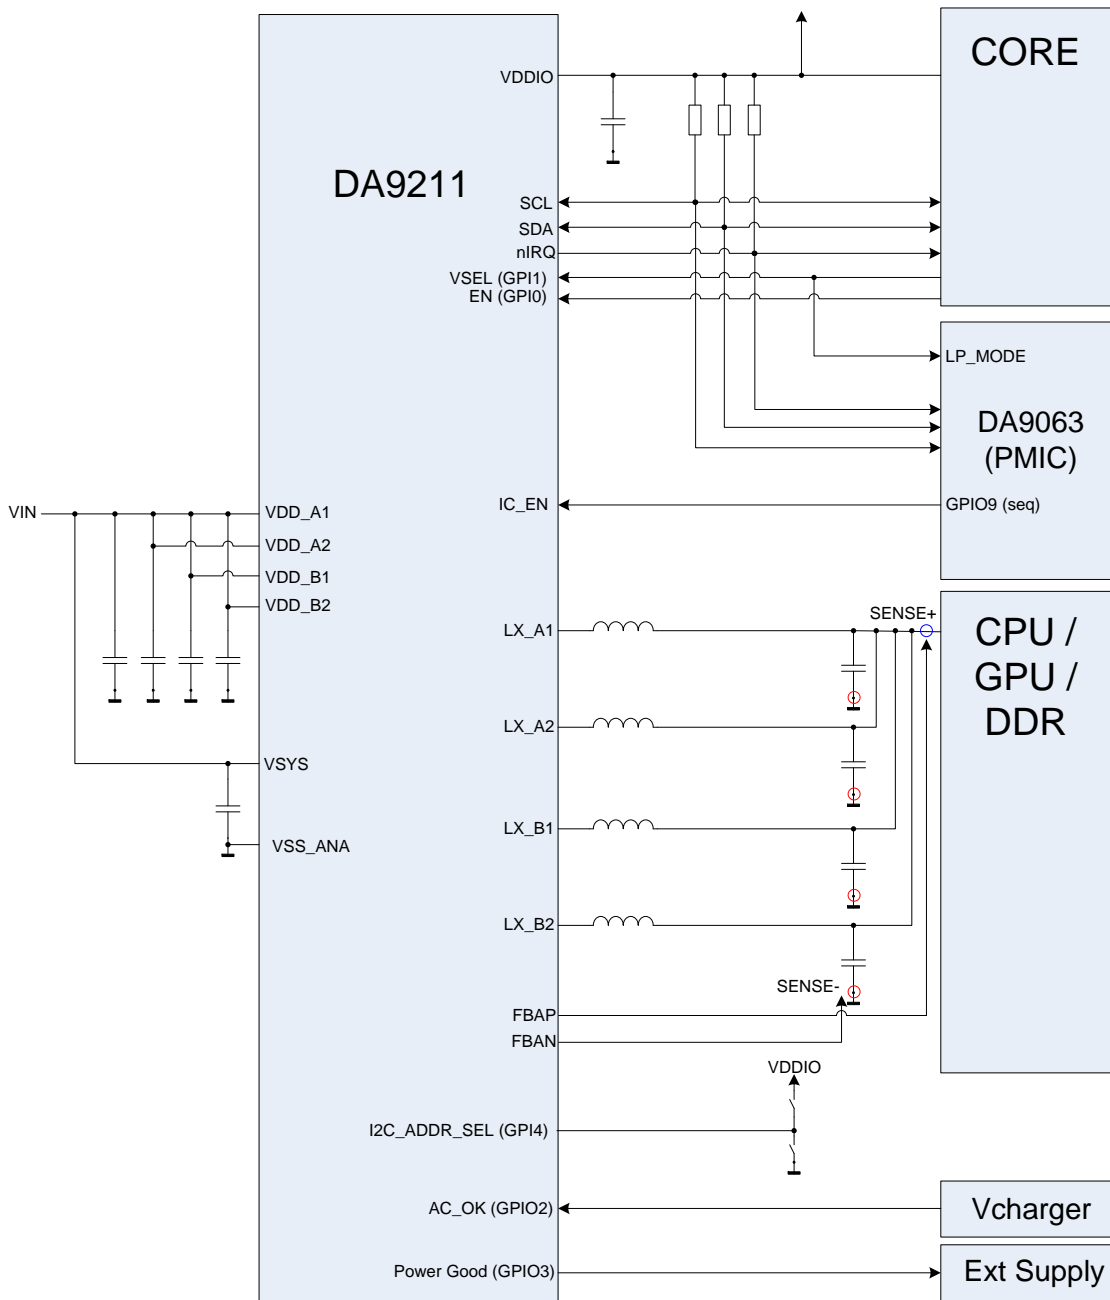 CORE
VDDIO
DA9211
SCL
SDA
nIRQ
VSEL (GPI1)
EN (GPI0)
LP_MODE
DA9063
(PMIC)
VIN
VDD_A1
IC_EN
GPIO9 (seq)
VDD_A2
VDD_B1
VDD_B2
SENSE+
LX_A1
CPU /
GPU /
DDR
LX_A2
VSYS
LX_B1
VSS_ANA
LX_B2
SENSE-
FBAP
FBAN
VDDIO
I2C_ADDR_SEL (GPI4)
AC_OK (GPIO2)
Vcharger
Power Good (GPIO3)
Ext Supply